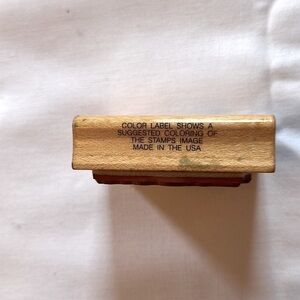 COLOR LABEL SHOWS A
SUGGESTED COLORING OF
THE STAMPS IMAGE
MADE IN THE USA